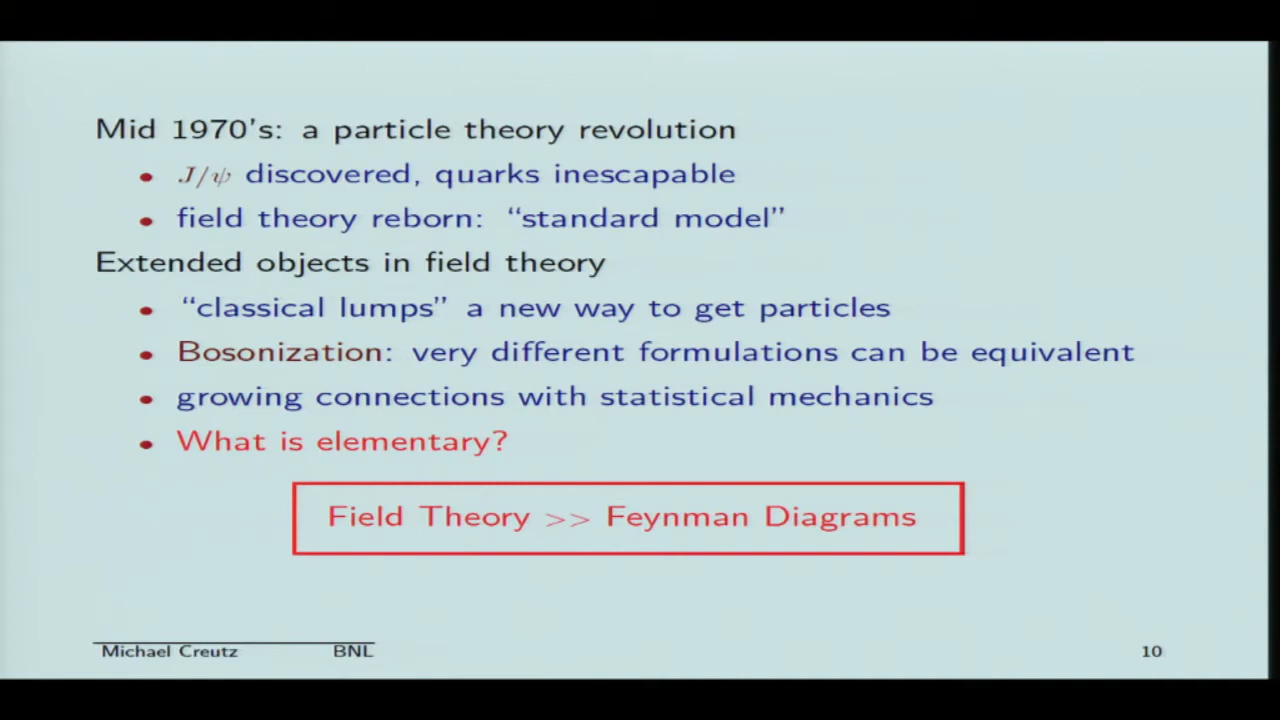 Mid 1970's: a particle theory revolution
• J/ψ discovered, quarks inescapable
• field theory reborn: “standard model”
Extended objects in field theory
• “classical lumps” a new way to get particles
• Bosonization: very different formulations can be equivalent
• growing connections with statistical mechanics
• What is elementary?
Field Theory >> Feynman Diagrams
Michael Creutz BNL 10